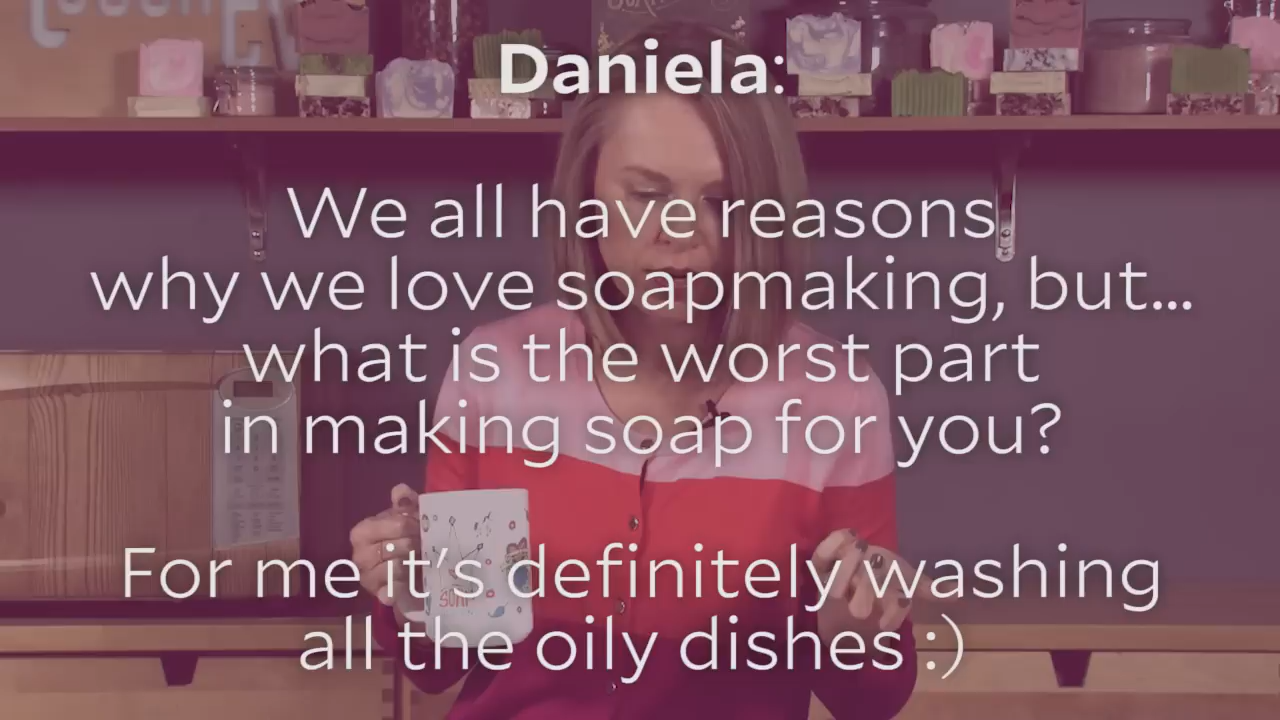 Daniela:
We all have reasons
why we love soapmaking, but...
what is the worst part
in making soap for you?
For me it's definitely washing
all the oily dishes :)